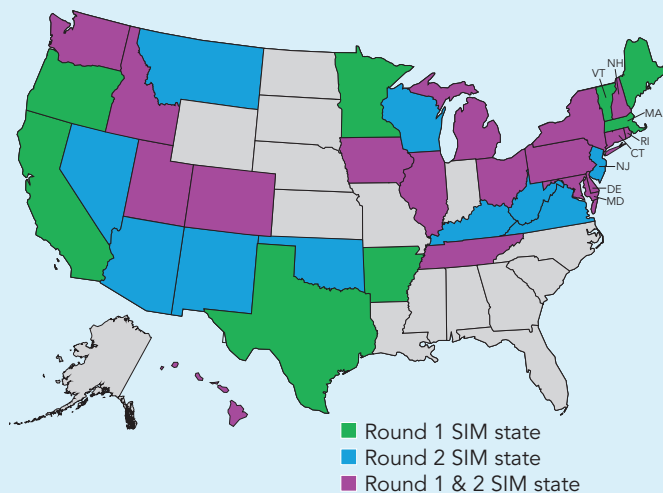 NH
VT
MA
RI
CT
NJ
DE
MD
Round 1 SIM state
Round 2 SIM state
Round 1 & 2 SIM state